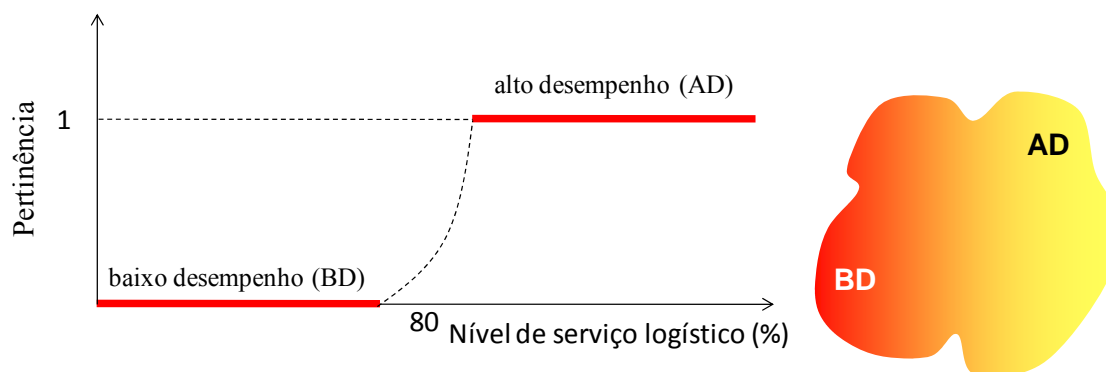 alto desempenho (AD)
1
Pertinência
baixo desempenho (BD)
80
Nível de serviço logístico (%)
AD
BD